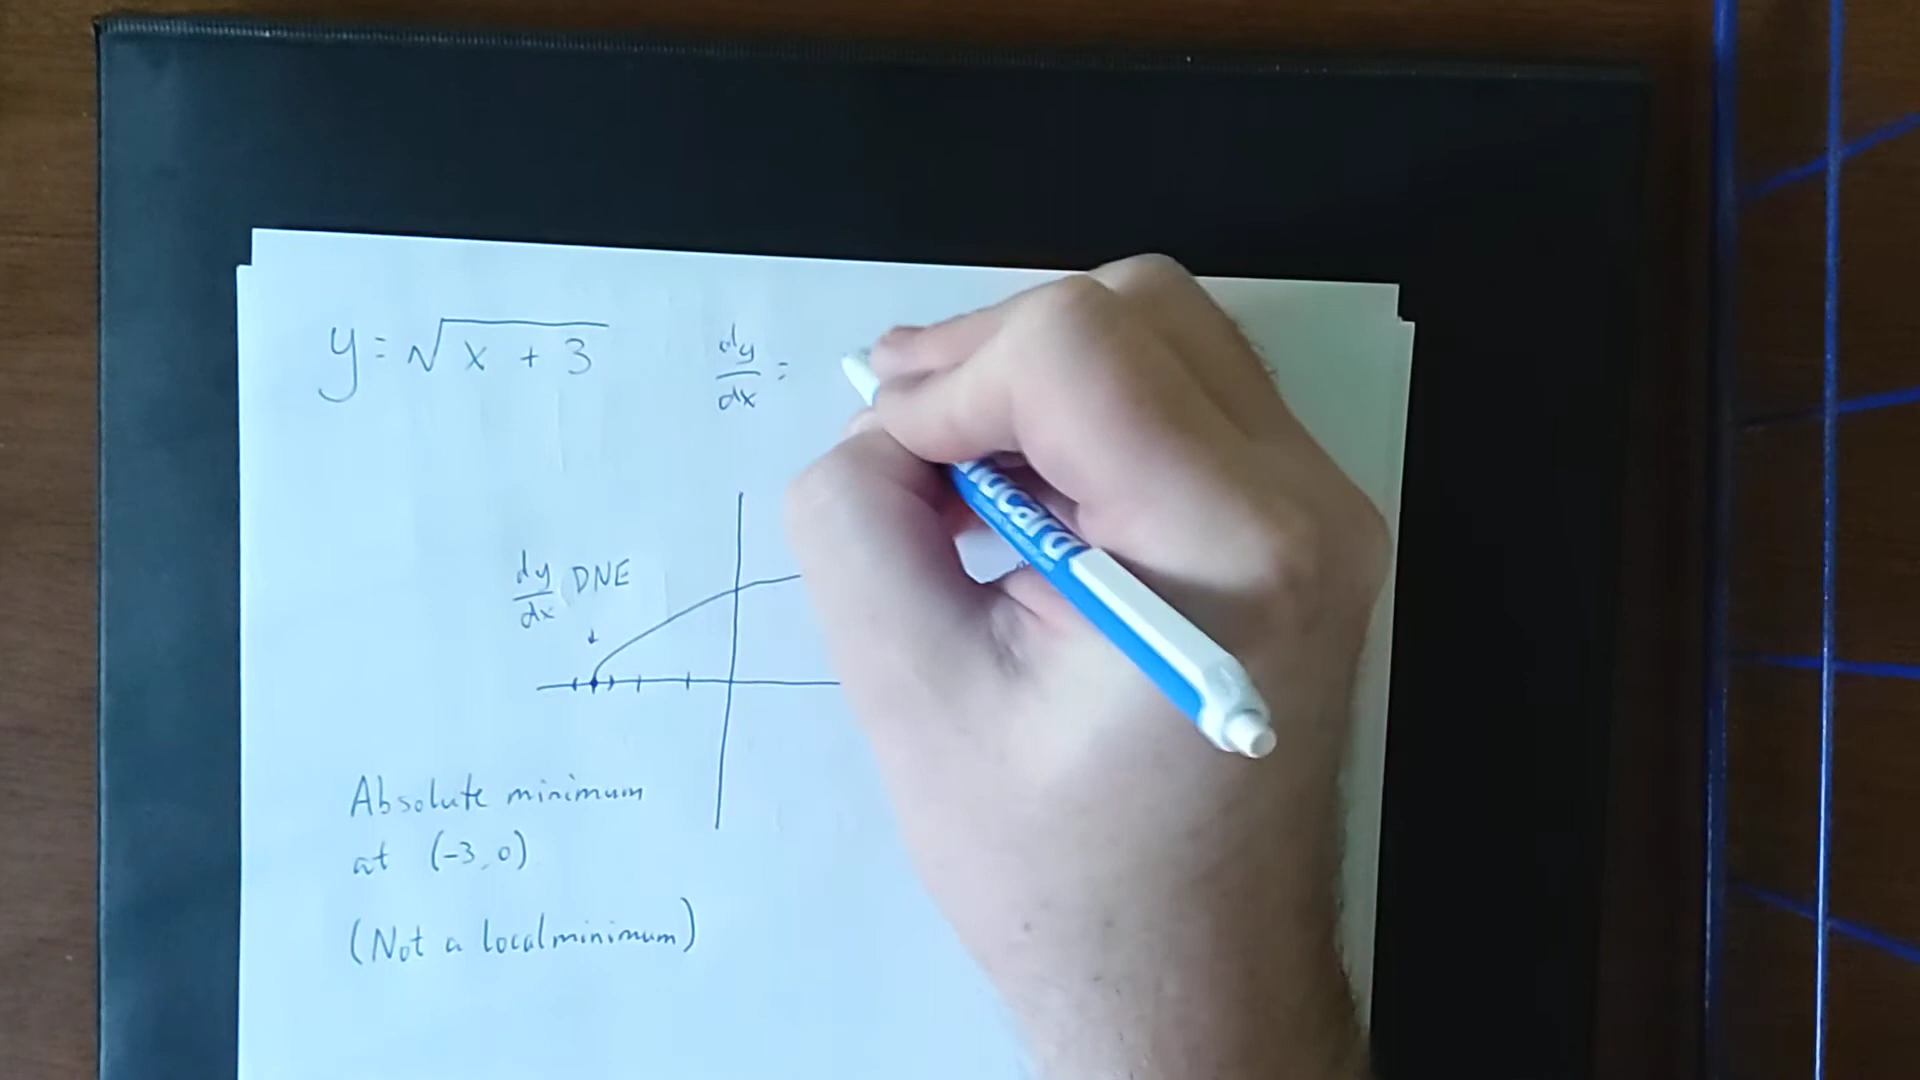 y = √x + 3
dy/dx =
dy/dx DNE
Absolute minimum
at (-3, 0)
(Not a local minimum)